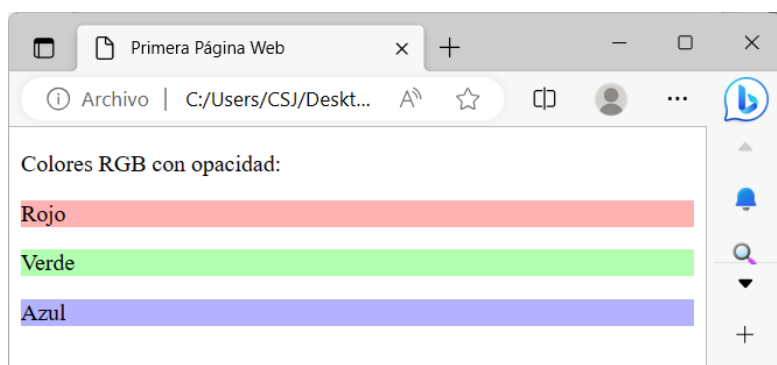 Primera Página Web
Archivo | C:/Users/CSJ/Deskt...
Colores RGB con opacidad:
Rojo
Verde
Azul